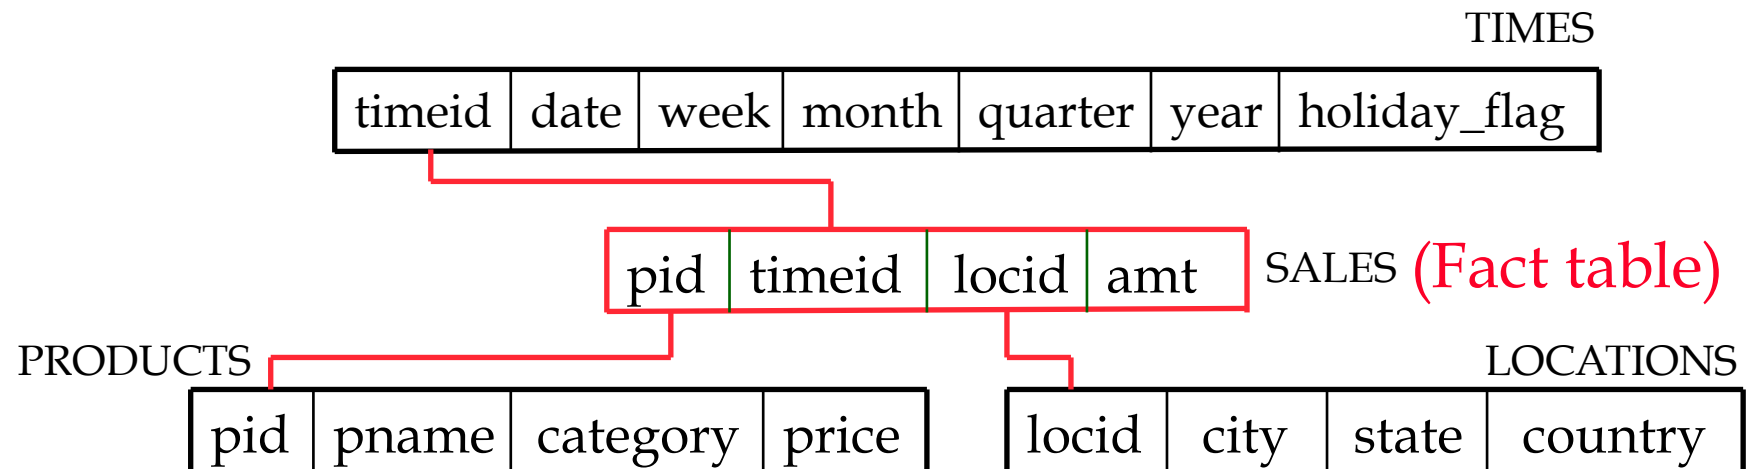 TIMES
timeid date week month quarter year holiday_flag
pid timeid locid amt SALES (Fact table)
PRODUCTS LOCATIONS
pid pname category price locid city state country